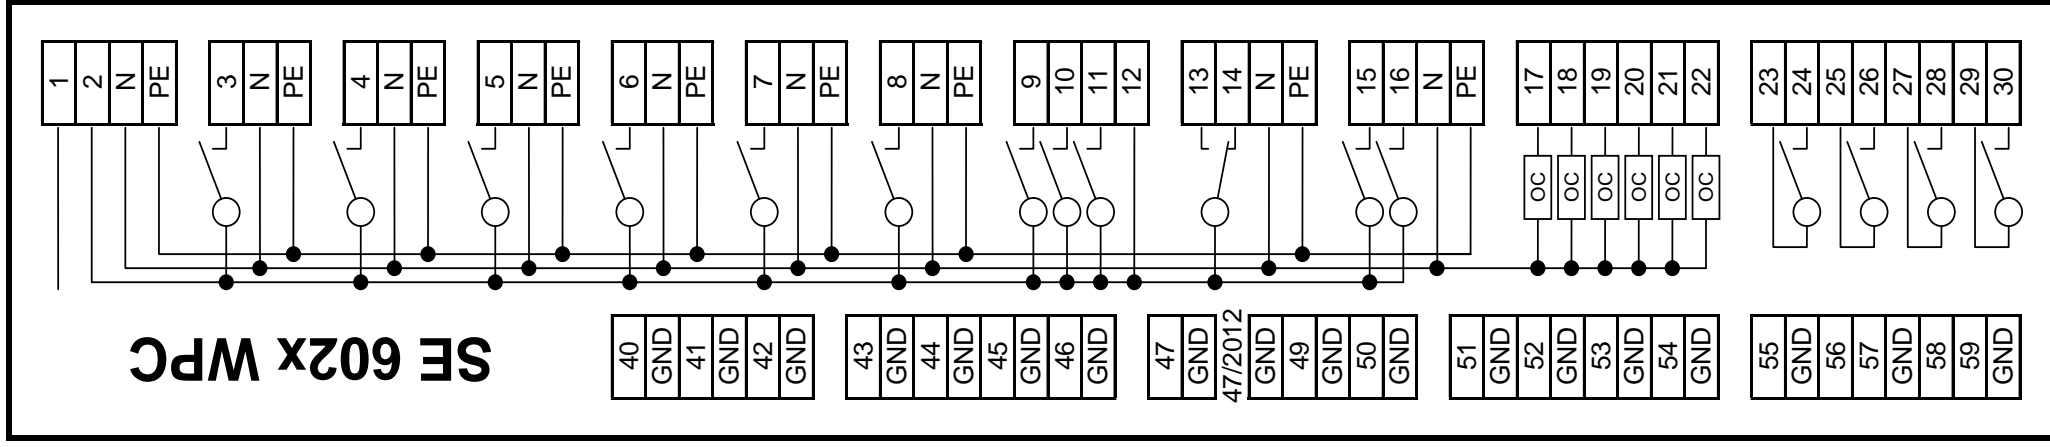 1 2 N PE 3 N PE 4 N PE 5 N PE 6 N PE 7 N PE 8 N PE 9 10 11 12 13 14 N PE 15 16 N PE 17 18 19 20 21 22 23 24 25 26 27 28 29 30
OC OC OC OC OC OC
SE 602x WPC
40 GND 41 GND 42 GND 43 GND 44 GND 45 GND 46 GND 47 GND 47/2012 GND 49 GND 50 GND 51 GND 52 GND 53 GND 54 GND 55 GND 56 57 GND 58 59 GND